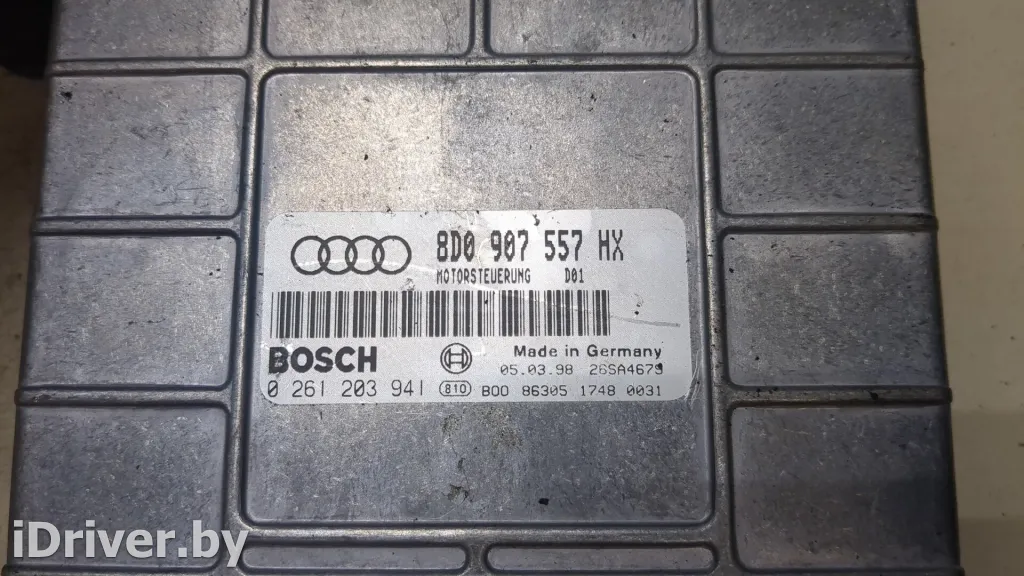 8D0 907 557 HX
MOTORSTEUERUNG D01
BOSCH
Made in Germany
05.03.98 26SA4679
0 261 203 941 810 B00 86305 1748 0031
iDriver.by